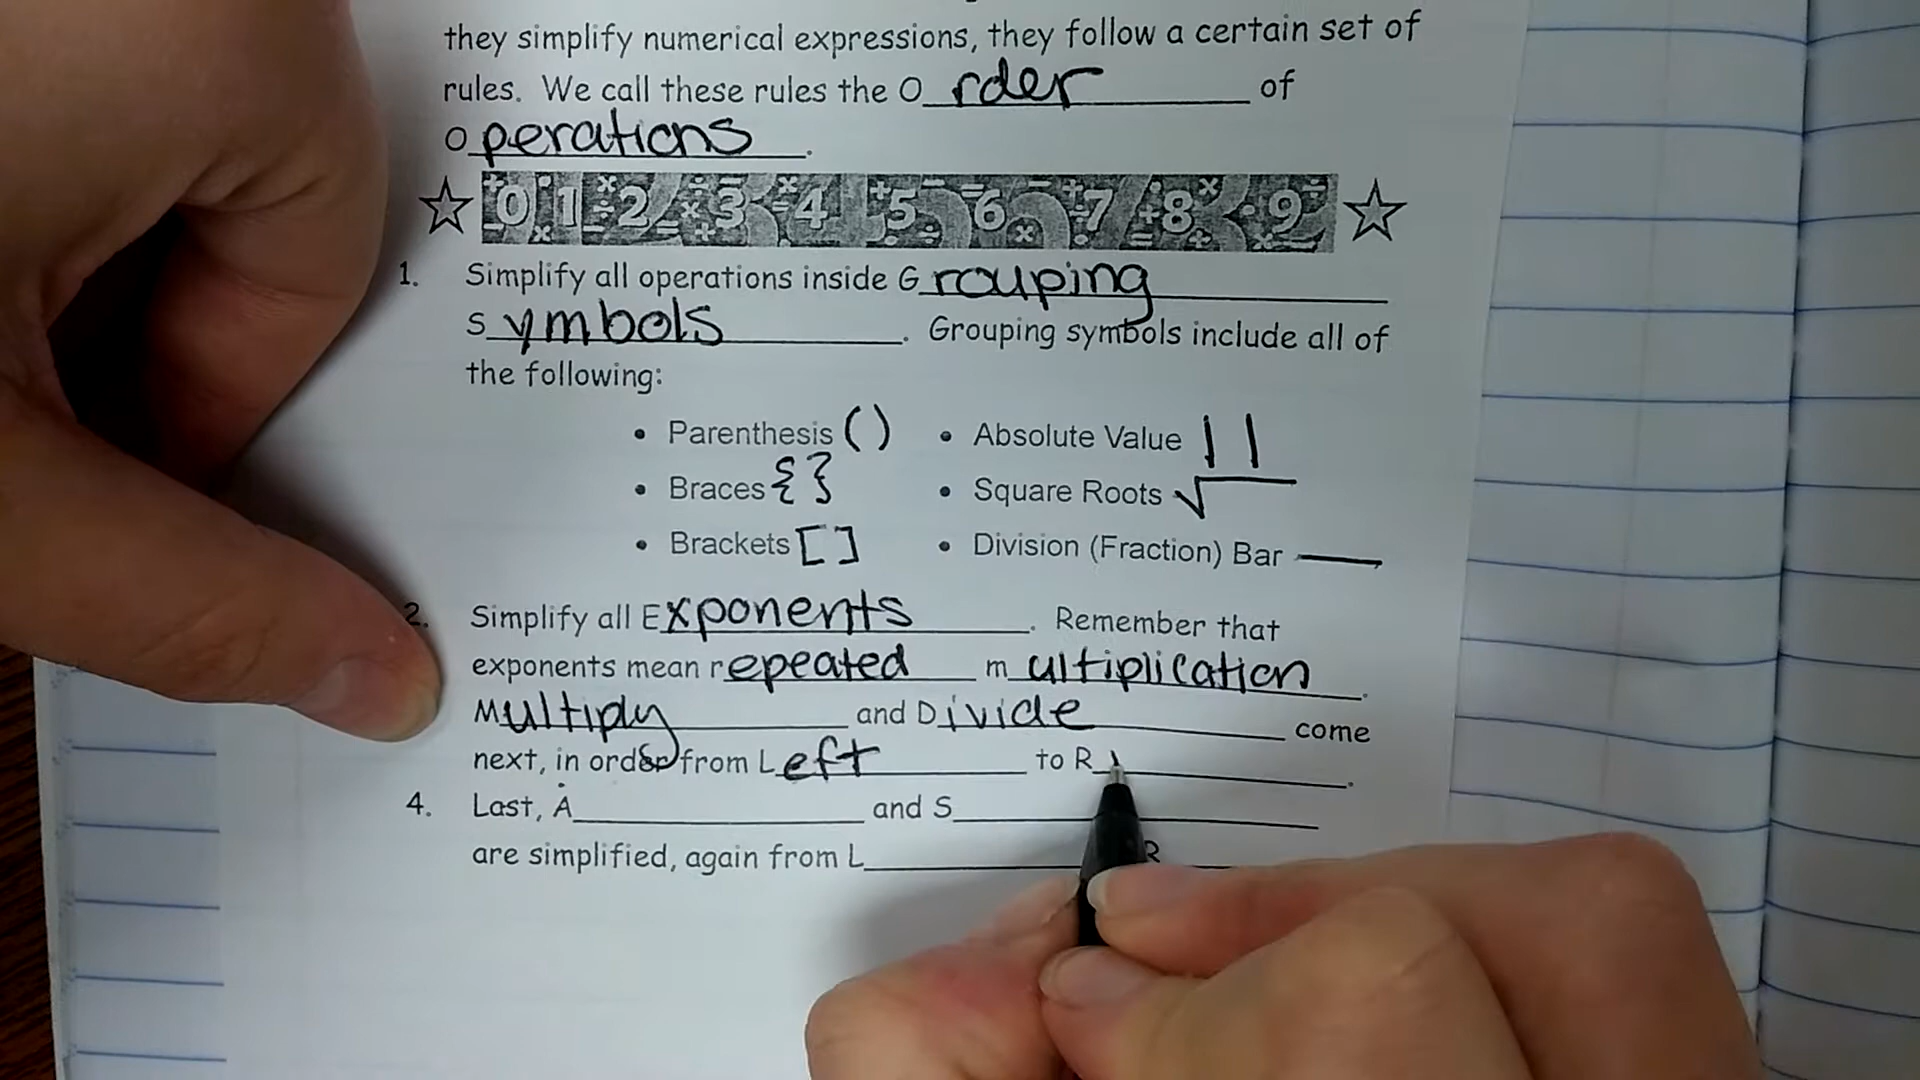 they simplify numerical expressions, they follow a certain set of
rules. We call these rules the Order of
Operations.
0 1 2 3 4 5 6 7 8 9
1. Simplify all operations inside Grouping
Symbols. Grouping symbols include all of
the following:
• Parenthesis ( ) • Absolute Value | |
• Braces { } • Square Roots √
• Brackets [ ] • Division (Fraction) Bar —
2. Simplify all Exponents. Remember that
exponents mean repeated multiplication.
Multiply and Divide come
next, in order from Left to R
4. Last, A and S
are simplified, again from L R